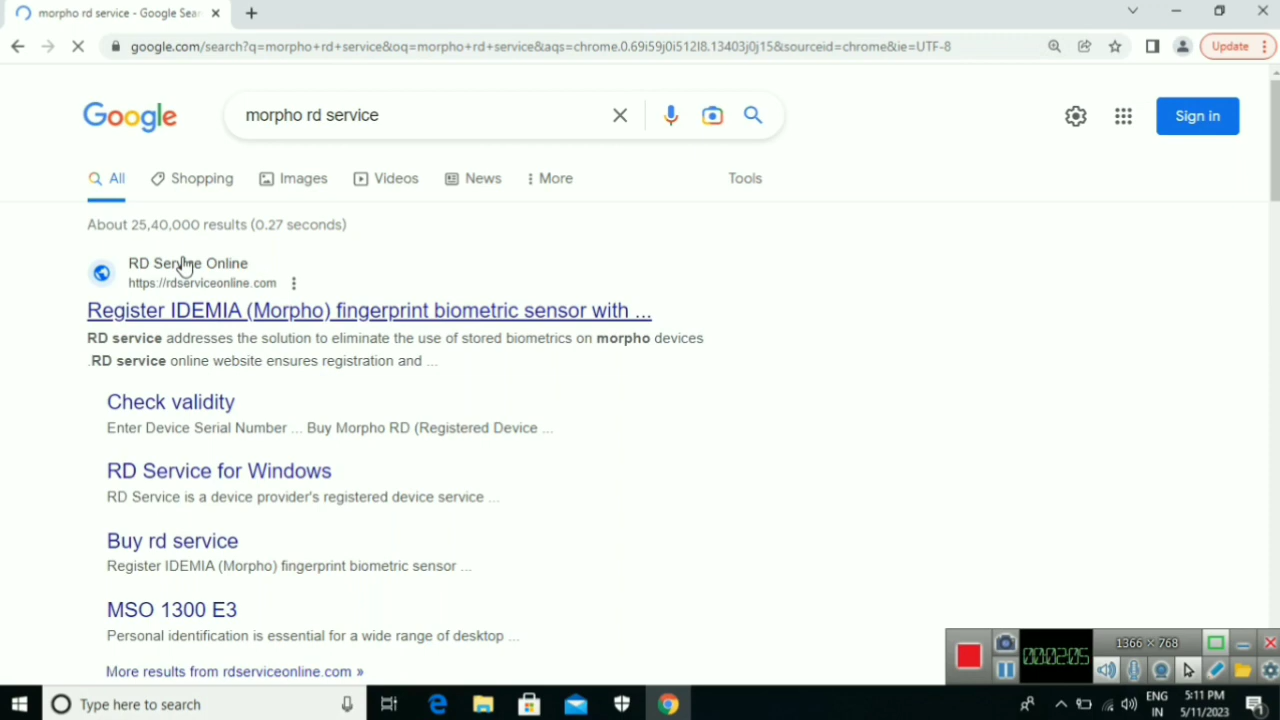 morpho rd service - Google Sea
google.com/search?q=morpho+rd+service&oq=morpho+rd+service&aqs=chrome.0.69i59j0i512l8.13403j0j15&sourceid=chrome&ie=UTF-8
Update
Google
morpho rd service
Sign in
All
Shopping
Images
Videos
News
More
Tools
About 25,40,000 results (0.27 seconds)
RD Service Online
https://rdserviceonline.com
Register IDEMIA (Morpho) fingerprint biometric sensor with ...
RD service addresses the solution to eliminate the use of stored biometrics on morpho devices
.RD service online website ensures registration and ...
Check validity
Enter Device Serial Number ... Buy Morpho RD (Registered Device ...
RD Service for Windows
RD Service is a device provider's registered device service ...
Buy rd service
Register IDEMIA (Morpho) fingerprint biometric sensor ...
MSO 1300 E3
Personal identification is essential for a wide range of desktop ...
More results from rdserviceonline.com »
00:02:05
1366 × 768
Type here to search
ENG
IN
5:11 PM
5/11/2023
1